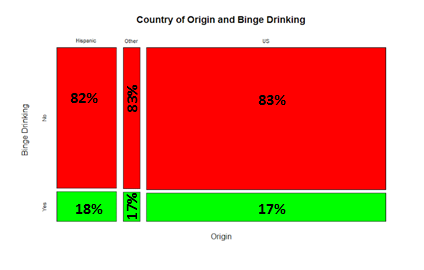 Country of Origin and Binge Drinking
Hispanic Other US
No
82% 83% 83%
Yes
18% 17% 17%
Binge Drinking
Origin